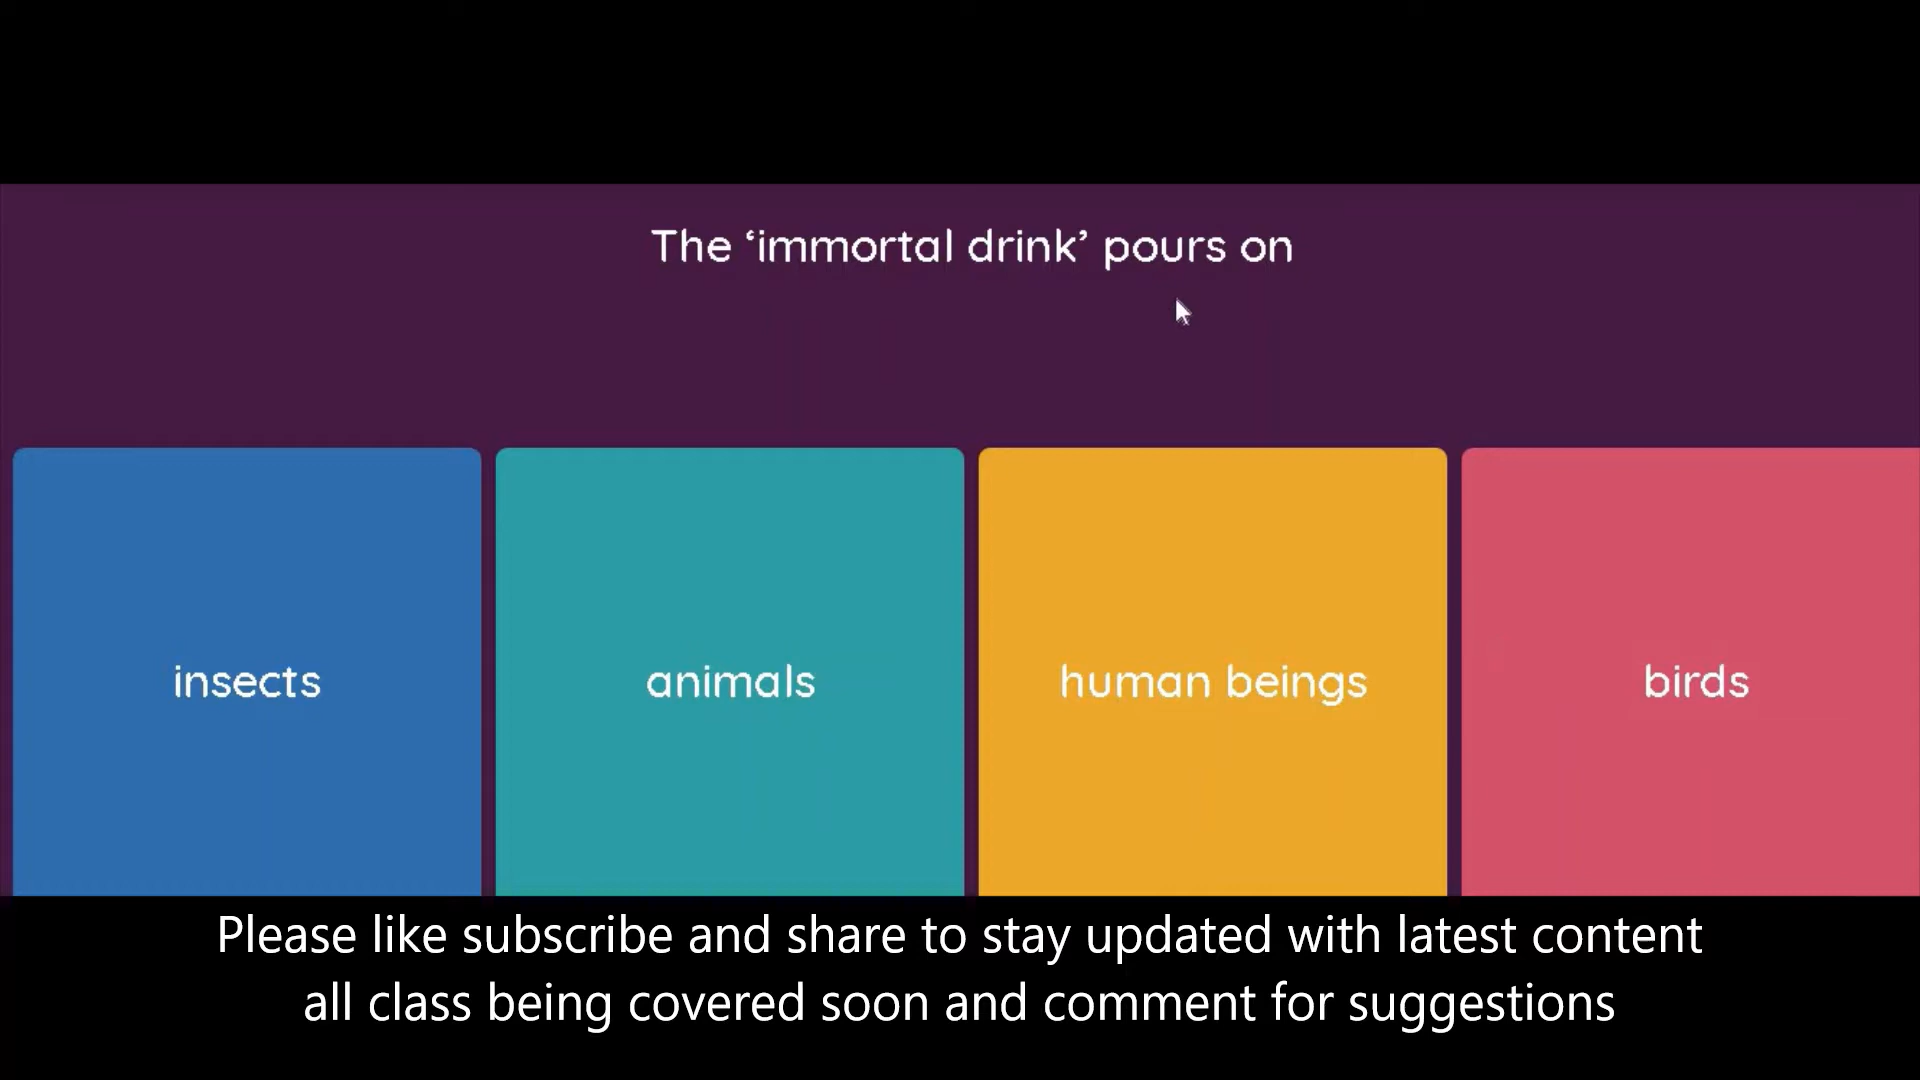 The ‘immortal drink’ pours on
insects
animals
human beings
birds
Please like subscribe and share to stay updated with latest content
all class being covered soon and comment for suggestions